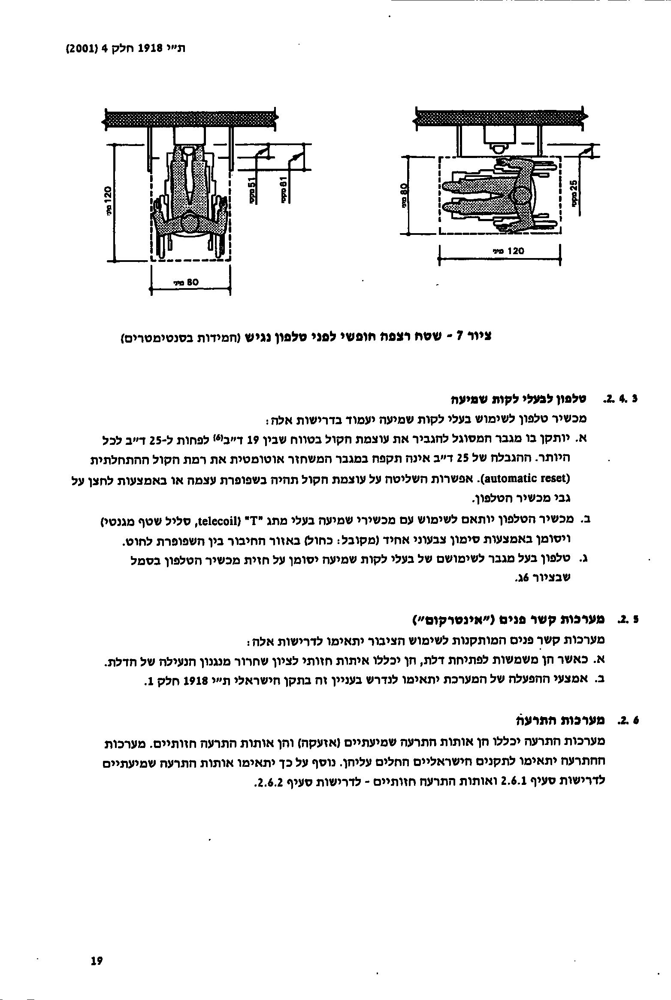 ת"י 1918 חלק 4 (2001)
120 מיני
80 מיני
51 מקסי
61 מקסי
80 מיני
120 מיני
25 מקסי
ציור 7 - שטח רצפה חופשי לפני טלפון נגיש (המידות בסנטימטרים)
2.4.3. טלפון לבעלי לקות שמיעה
מכשיר טלפון לשימוש בעלי לקות שמיעה יעמוד בדרישות אלה:
א. יותקן בו מגבר המסוגל להגביר את עוצמת הקול בטווח שבין 19 ד"ב(6) לפחות ל-25 ד"ב לכל
היותר. ההגבלה של 25 ד"ב אינה תקפה במגבר המשחזר אוטומטית את רמת הקול ההתחלתית
(automatic reset). אפשרות השליטה על עוצמת הקול תהיה בשפופרת עצמה או באמצעות לחצן על
גבי מכשיר הטלפון.
ב. מכשיר הטלפון יותאם לשימוש עם מכשירי שמיעה בעלי מתג "T" (telecoil, סליל שטף מגנטי)
ויסומן באמצעות סימון צבעוני אחיד (מקובל: כחול) באזור החיבור בין השפופרת לחוט.
ג. טלפון בעל מגבר לשימושם של בעלי לקות שמיעה יסומן על חזית מכשיר הטלפון בסמל
שבציור 6ג.
2.5. מערכות קשר פנים ("אינטרקום")
מערכות קשר פנים המותקנות לשימוש הציבור יתאימו לדרישות אלה:
א. כאשר הן משמשות לפתיחת דלת, הן יכללו איתות חזותי לציון שחרור מנגנון הנעילה של הדלת.
ב. אמצעי ההפעלה של המערכת יתאימו לנדרש בעניין זה בתקן הישראלי ת"י 1918 חלק 1.
2.6. מערכות התרעה
מערכות התרעה יכללו הן אותות התרעה שמיעתיים (אזעקה) והן אותות התרעה חזותיים. מערכות
ההתרעה יתאימו לתקנים הישראליים החלים עליהן. נוסף על כך יתאימו אותות התרעה שמיעתיים
לדרישות סעיף 2.6.1 ואותות התרעה חזותיים - לדרישות סעיף 2.6.2.
19